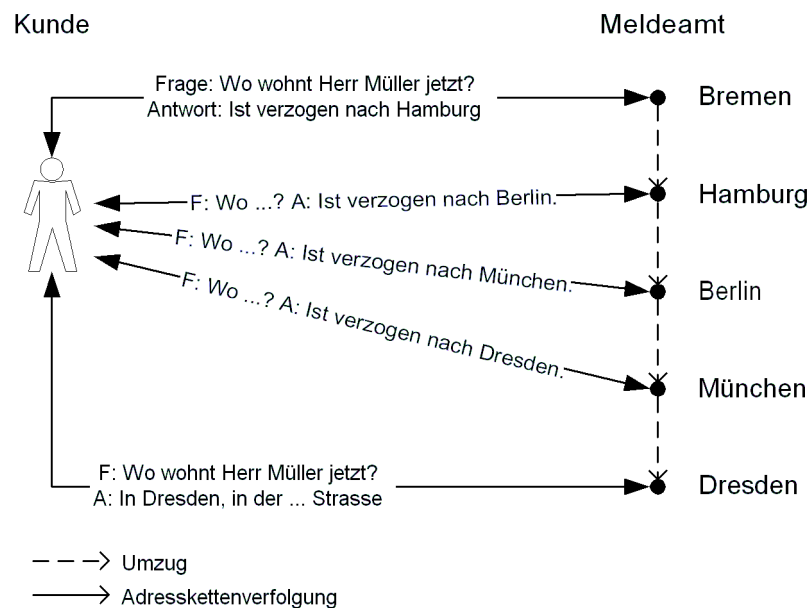 Kunde
Meldeamt
Frage: Wo wohnt Herr Müller jetzt?
Antwort: Ist verzogen nach Hamburg
Bremen
F: Wo ...? A: Ist verzogen nach Berlin.
Hamburg
F: Wo ...? A: Ist verzogen nach München.
Berlin
F: Wo ...? A: Ist verzogen nach Dresden.
München
F: Wo wohnt Herr Müller jetzt?
A: In Dresden, in der ... Strasse
Dresden
Umzug
Adresskettenverfolgung